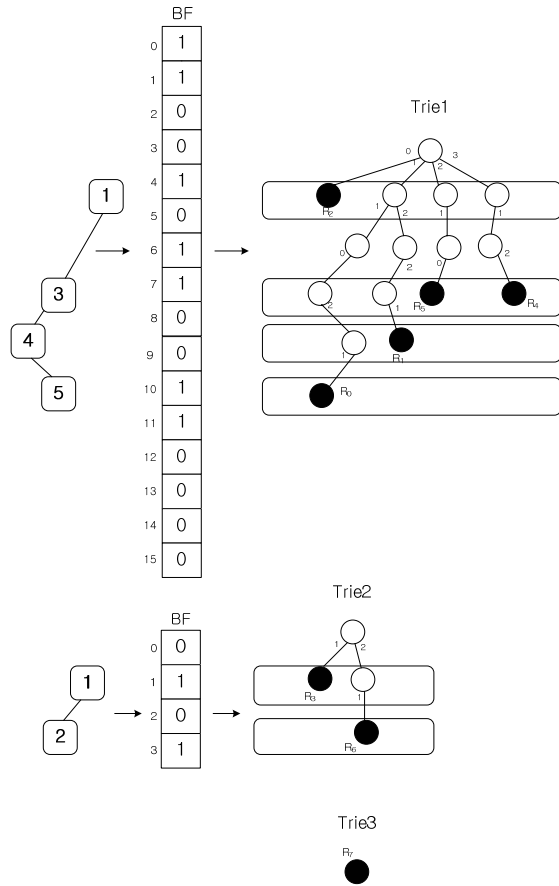 BF
0 1
1 1
2 0
3 0
4 1
5 0
6 1
7 1
8 0
9 0
10 1
11 1
12 0
13 0
14 0
15 0
1
3
4
5
Trie1
0 1 2 3
R2
1 2 1 1
0 2 0 2
R5 R4
2 1
R1
1
R0
BF
0 0
1 1
2 0
3 1
1
2
Trie2
1 2
R3
1
R6
Trie3
R7